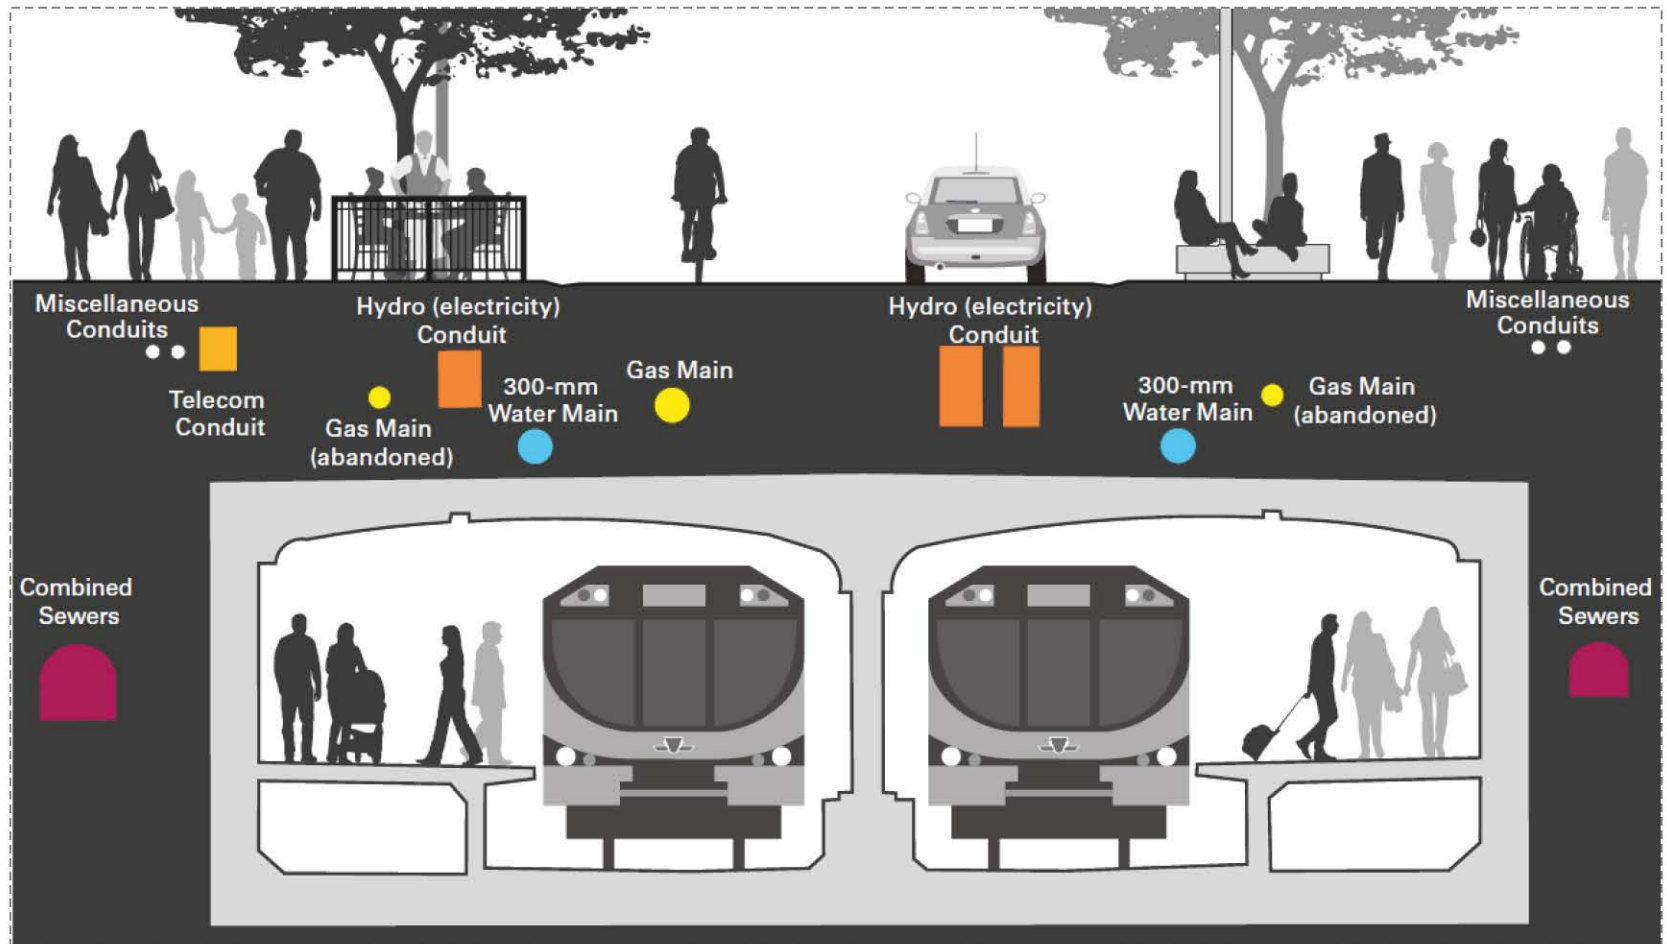 Miscellaneous
Conduits
Hydro (electricity)
Conduit
Hydro (electricity)
Conduit
Miscellaneous
Conduits
Telecom
Conduit
Gas Main
(abandoned)
300-mm
Water Main
Gas Main
300-mm
Water Main
Gas Main
(abandoned)
Combined
Sewers
Combined
Sewers